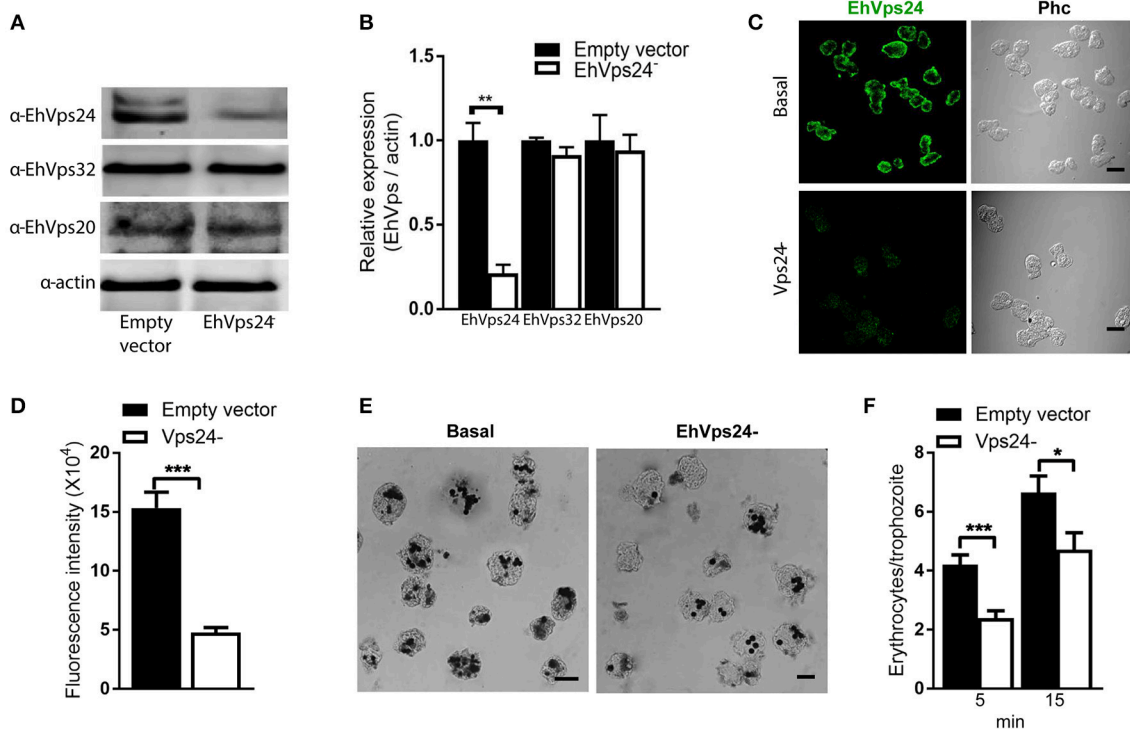 A
α-EhVps24
α-EhVps32
α-EhVps20
α-actin
Empty
vector
EhVps24-
B
Empty vector
EhVps24-
Relative expression
(EhVps / actin)
1.5
1.0
0.5
0.0
**
EhVps24
EhVps32
EhVps20
C
EhVps24
Phc
Basal
Vps24-
D
Empty vector
Vps24-
Fluorescence intensity (X10⁴)
20
15
10
5
0
***
E
Basal
EhVps24-
F
Empty vector
Vps24-
Erythrocytes/trophozoite
8
6
4
2
0
***
*
5
15
min